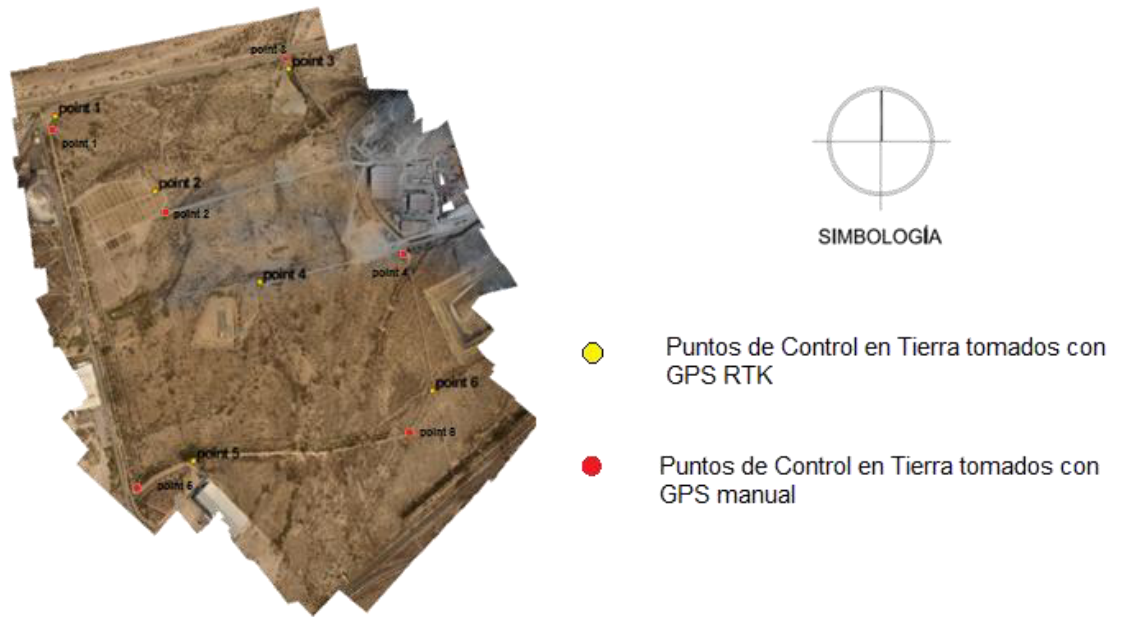 point 3
point 3
point 1
point 1
point 2
point 2
point 4
point 4
point 6
point 6
point 5
point 5
SIMBOLOGÍA
Puntos de Control en Tierra tomados con
GPS RTK
Puntos de Control en Tierra tomados con
GPS manual